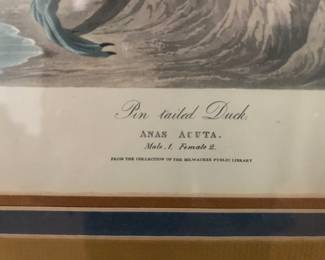 Pin tailed Duck.
ANAS ACUTA.
Male, 1. Female 2.
FROM THE COLLECTION OF THE MILWAUKEE PUBLIC LIBRARY